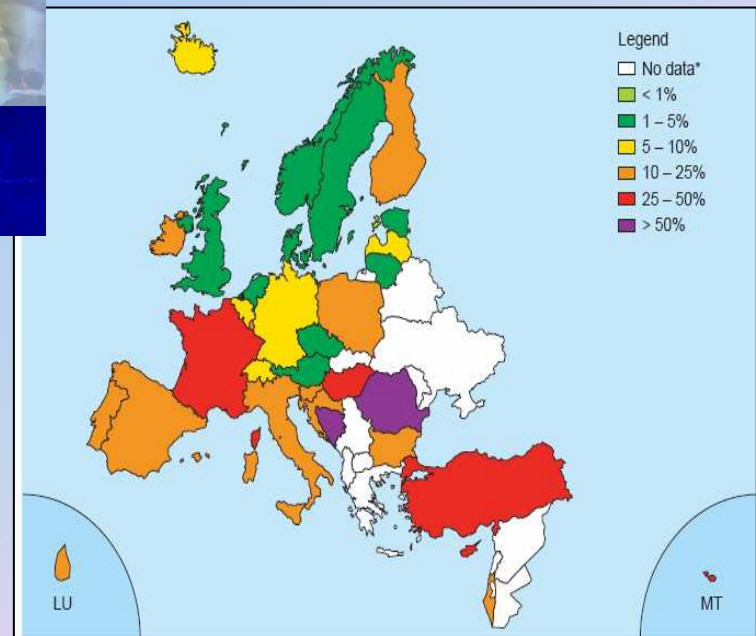 Legend
No data*
< 1%
1 – 5%
5 – 10%
10 – 25%
25 – 50%
> 50%
LU
MT